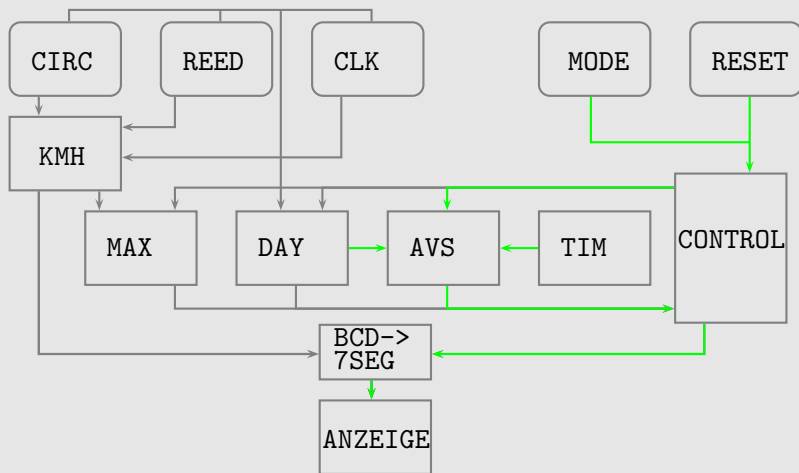 CIRC
REED
CLK
MODE
RESET
KMH
MAX
DAY
AVS
TIM
CONTROL
BCD->
7SEG
ANZEIGE